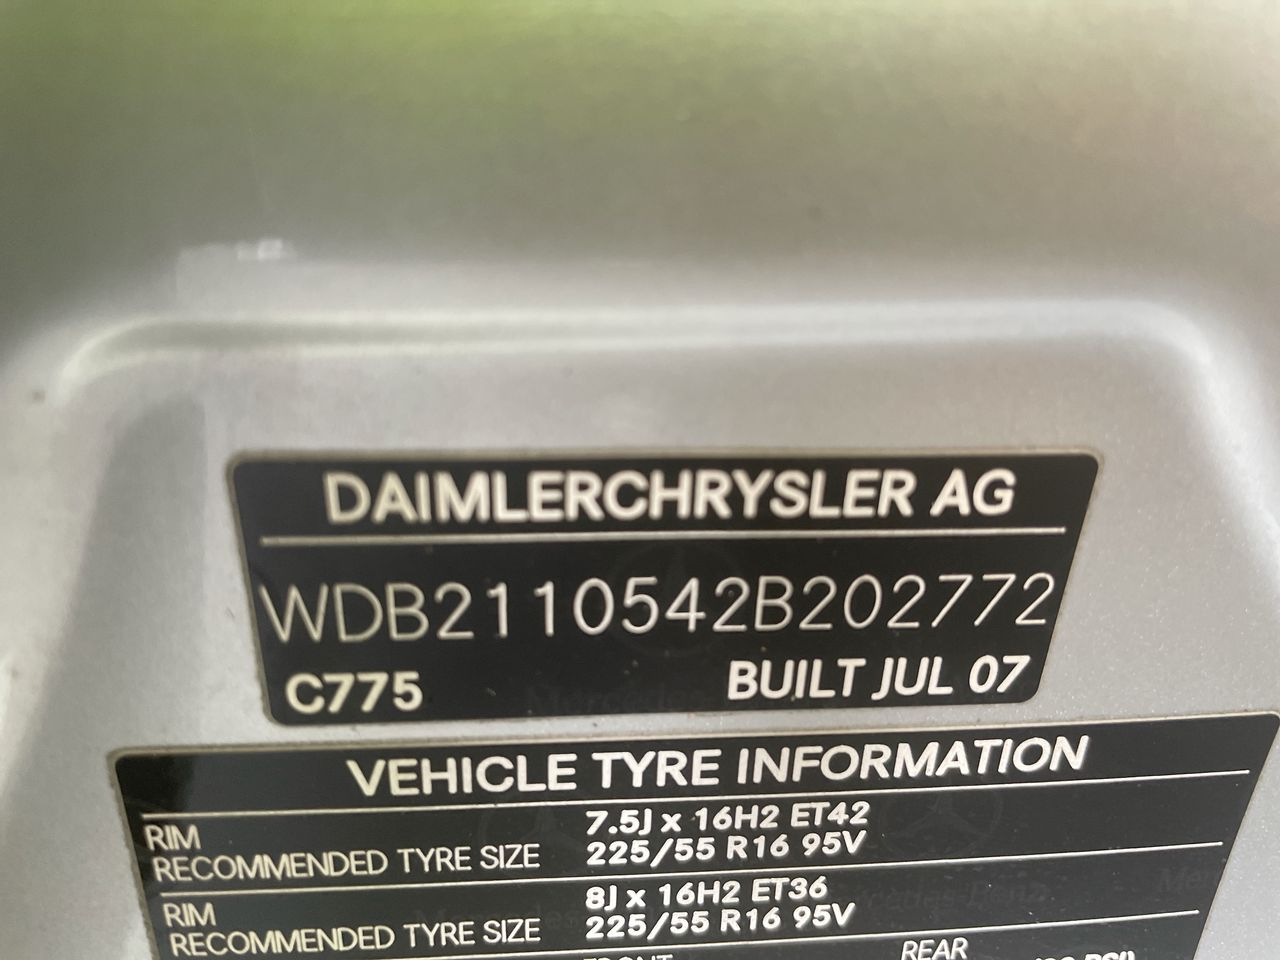 DAIMLERCHRYSLER AG
WDB2110542B202772
C775 BUILT JUL 07
VEHICLE TYRE INFORMATION
RIM 7.5J x 16H2 ET42
RECOMMENDED TYRE SIZE 225/55 R16 95V
RIM 8J x 16H2 ET36
RECOMMENDED TYRE SIZE 225/55 R16 95V
FRONT REAR